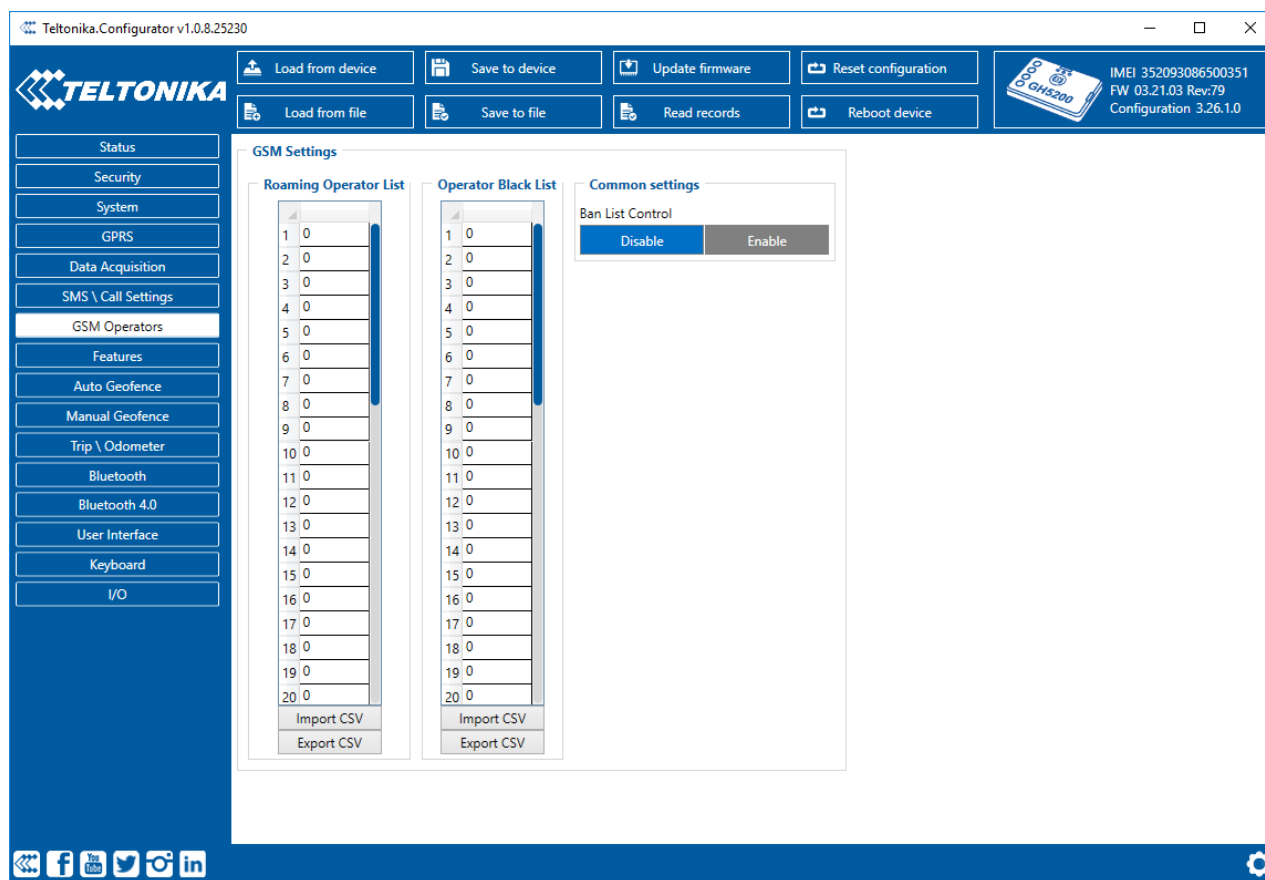 Teltonika.Configurator v1.0.8.25230
TELTONIKA
Load from device
Save to device
Update firmware
Reset configuration
Load from file
Save to file
Read records
Reboot device
GH5200
IMEI 352093086500351
FW 03.21.03 Rev:79
Configuration 3.26.1.0
Status
Security
System
GPRS
Data Acquisition
SMS \ Call Settings
GSM Operators
Features
Auto Geofence
Manual Geofence
Trip \ Odometer
Bluetooth
Bluetooth 4.0
User Interface
Keyboard
I/O
GSM Settings
Roaming Operator List
1 0
2 0
3 0
4 0
5 0
6 0
7 0
8 0
9 0
10 0
11 0
12 0
13 0
14 0
15 0
16 0
17 0
18 0
19 0
20 0
Import CSV
Export CSV
Operator Black List
1 0
2 0
3 0
4 0
5 0
6 0
7 0
8 0
9 0
10 0
11 0
12 0
13 0
14 0
15 0
16 0
17 0
18 0
19 0
20 0
Import CSV
Export CSV
Common settings
Ban List Control
Disable Enable
f
You
Tube
in